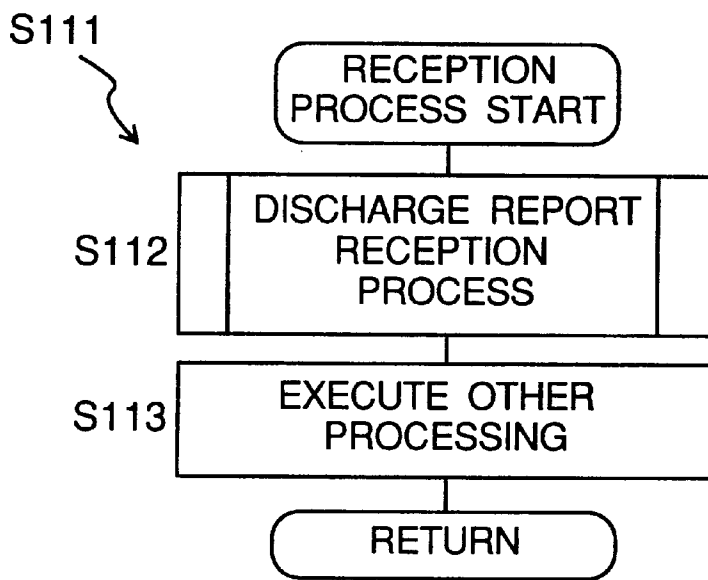 S111
RECEPTION
PROCESS START
S112
DISCHARGE REPORT
RECEPTION
PROCESS
S113
EXECUTE OTHER
PROCESSING
RETURN